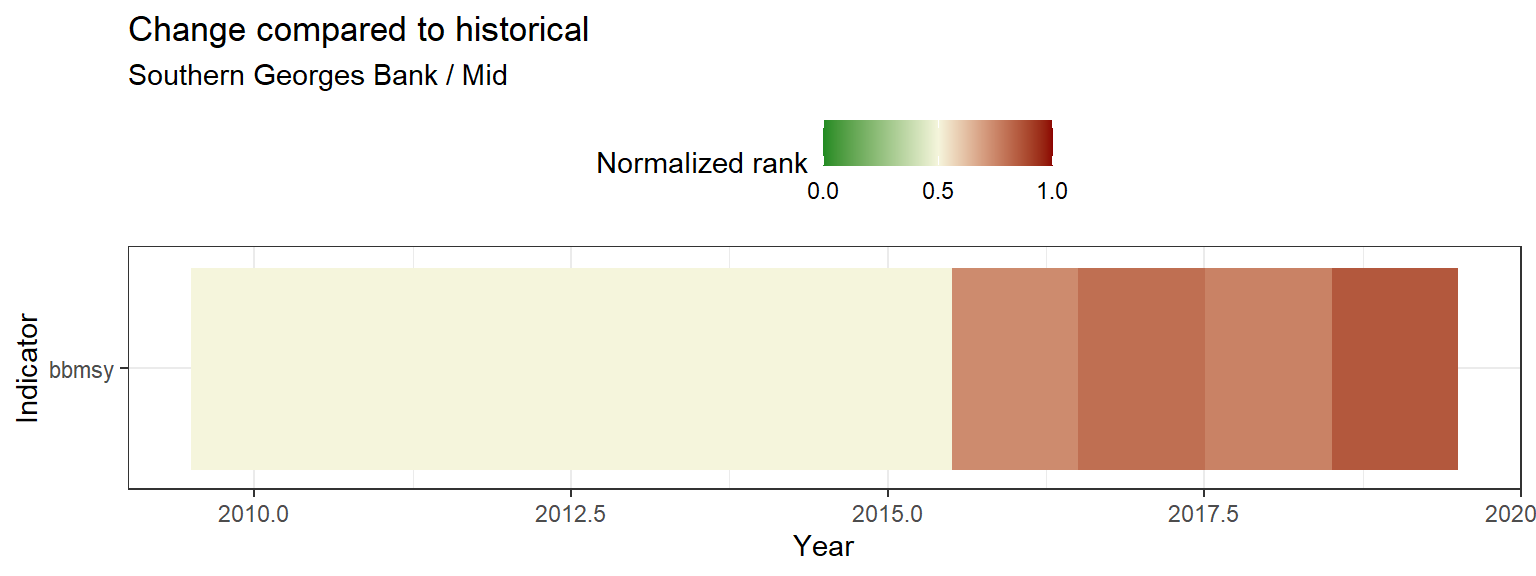 Change compared to historical
Southern Georges Bank / Mid
Normalized rank
0.0 0.5 1.0
Indicator
bbmsy
2010.0 2012.5 2015.0 2017.5 2020
Year